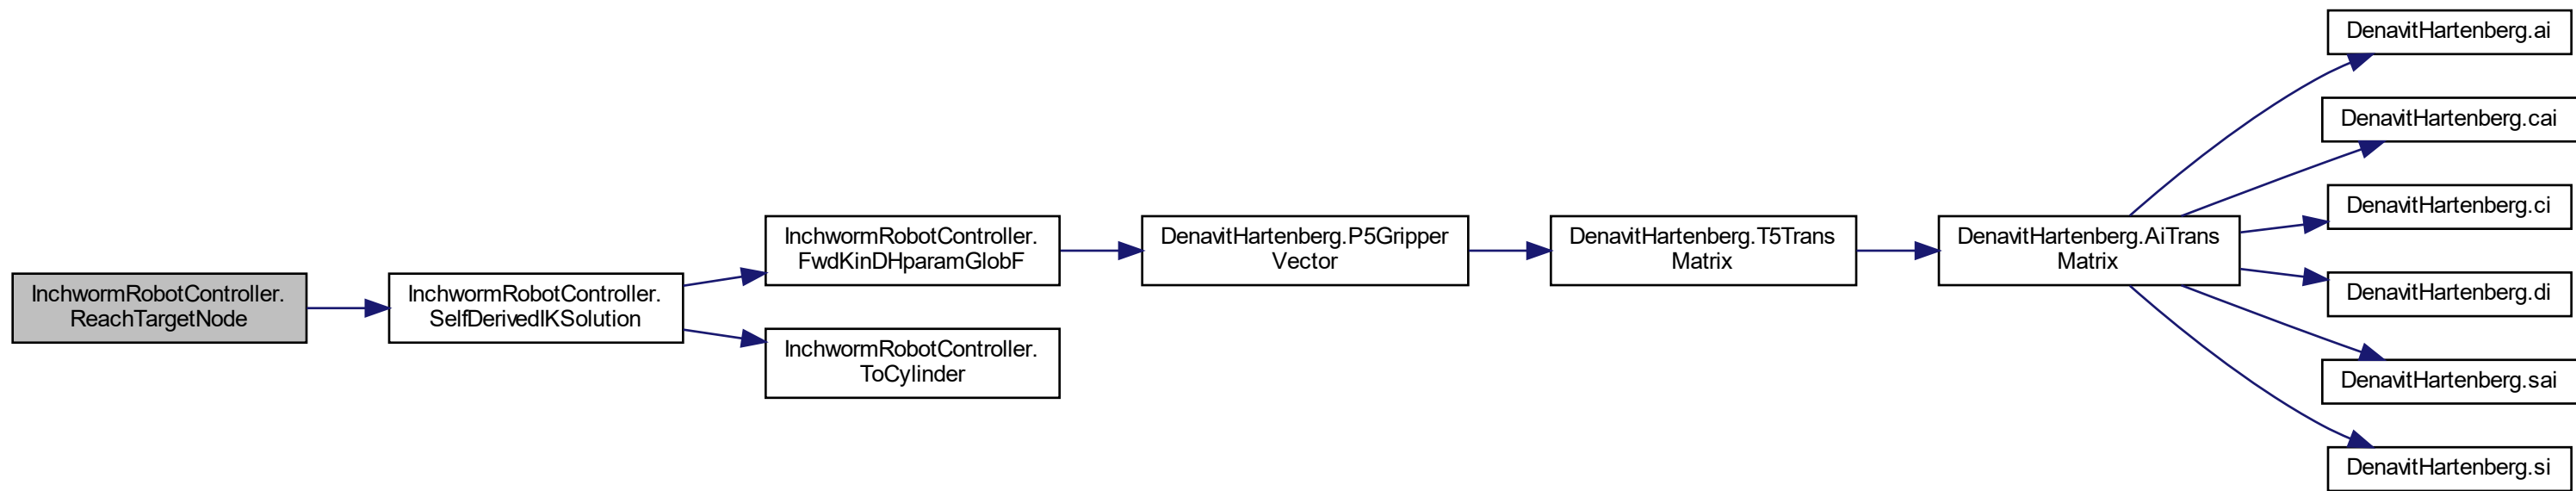 InchwormRobotController.
ReachTargetNode
InchwormRobotController.
SelfDerivedIKSolution
InchwormRobotController.
FwdKinDHparamGlobF
InchwormRobotController.
ToCylinder
DenavitHartenberg.P5Gripper
Vector
DenavitHartenberg.T5Trans
Matrix
DenavitHartenberg.AiTrans
Matrix
DenavitHartenberg.ai
DenavitHartenberg.cai
DenavitHartenberg.ci
DenavitHartenberg.di
DenavitHartenberg.sai
DenavitHartenberg.si